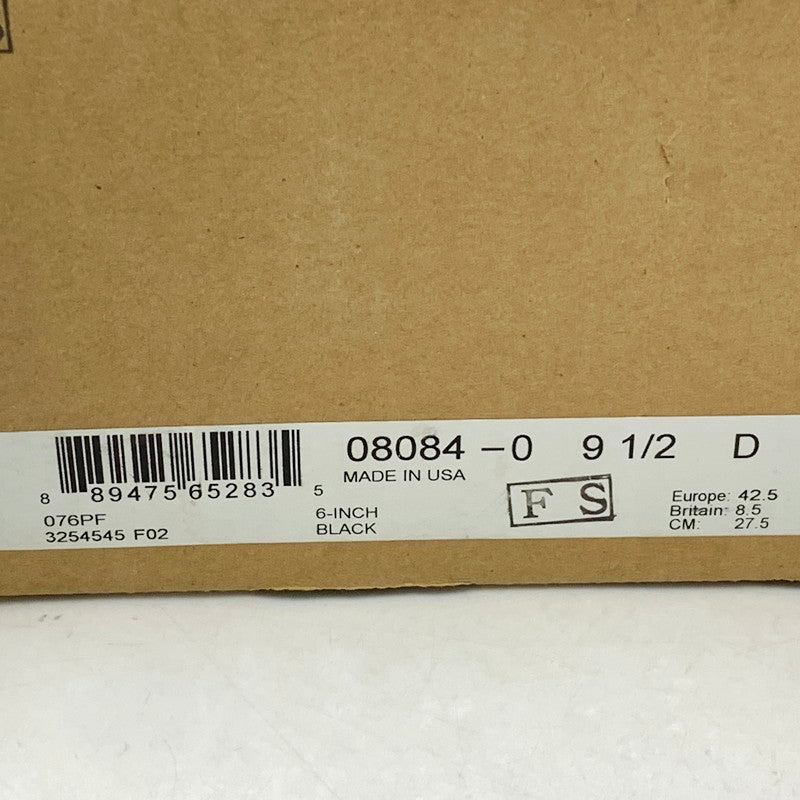 08084 -0 9 1/2 D
MADE IN USA
8 89475 65283 5
076PF
3254545 F02
6-INCH
BLACK
F S
Europe: 42.5
Britain: 8.5
CM: 27.5